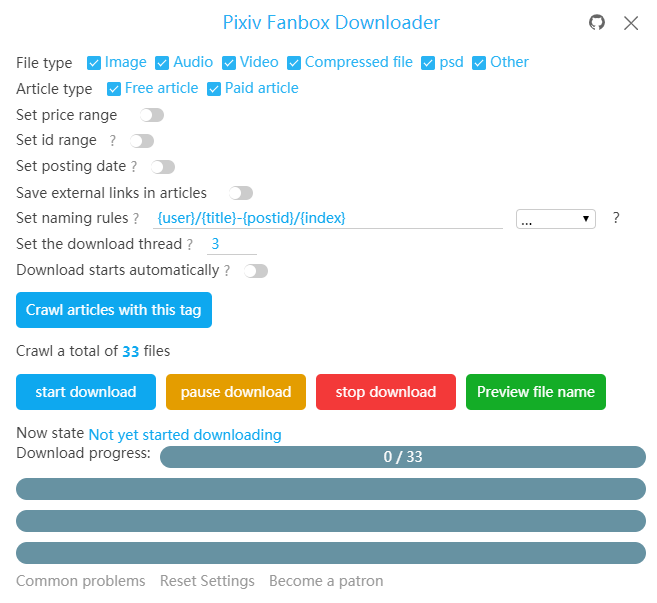 Pixiv Fanbox Downloader
File type Image Audio Video Compressed file psd Other
Article type Free article Paid article
Set price range
Set id range ?
Set posting date ?
Save external links in articles
Set naming rules ? {user}/{title}-{postid}/{index} ... ?
Set the download thread ? 3
Download starts automatically ?
Crawl articles with this tag
Crawl a total of 33 files
start download pause download stop download Preview file name
Now state Not yet started downloading
Download progress: 0 / 33
Common problems Reset Settings Become a patron